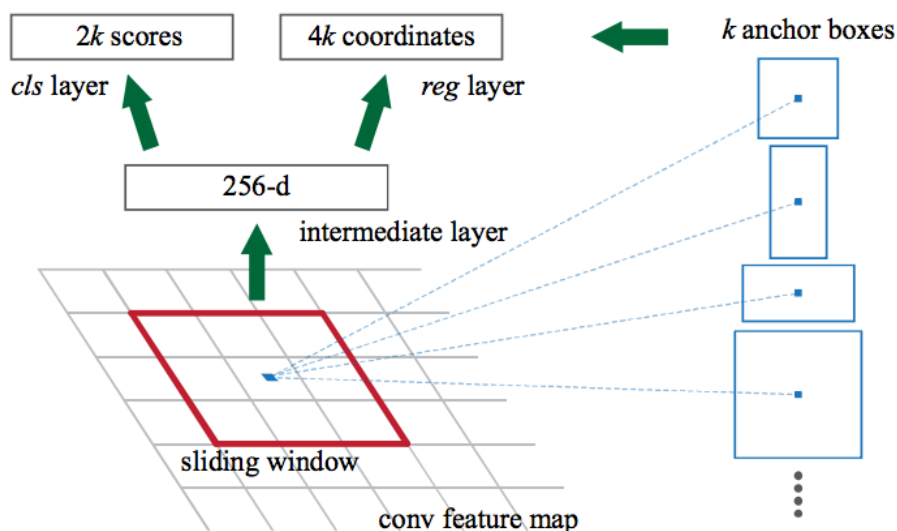 2k scores
4k coordinates
k anchor boxes
cls layer
reg layer
256-d
intermediate layer
sliding window
conv feature map